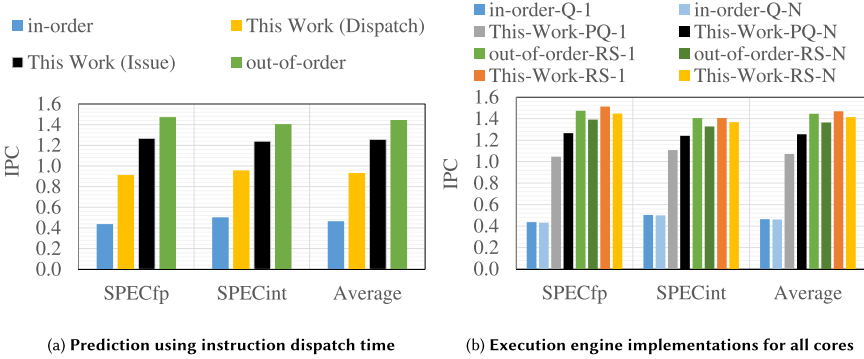 in-order
This Work (Dispatch)
This Work (Issue)
out-of-order
IPC
1.6
1.4
1.2
1.0
0.8
0.6
0.4
0.2
0.0
SPECfp SPECint Average
(a) Prediction using instruction dispatch time
in-order-Q-1
in-order-Q-N
This-Work-PQ-1
This-Work-PQ-N
out-of-order-RS-1
out-of-order-RS-N
This-Work-RS-1
This-Work-RS-N
IPC
1.6
1.4
1.2
1.0
0.8
0.6
0.4
0.2
0.0
SPECfp SPECint Average
(b) Execution engine implementations for all cores